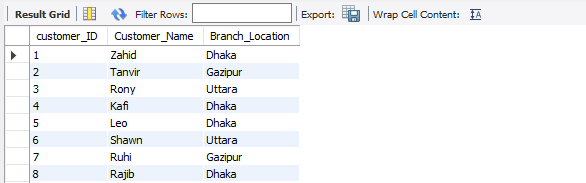 Result Grid Filter Rows: Export: Wrap Cell Content:
customer_ID Customer_Name Branch_Location
1 Zahid Dhaka
2 Tanvir Gazipur
3 Rony Uttara
4 Kafi Dhaka
5 Leo Dhaka
6 Shawn Uttara
7 Ruhi Gazipur
8 Rajib Dhaka